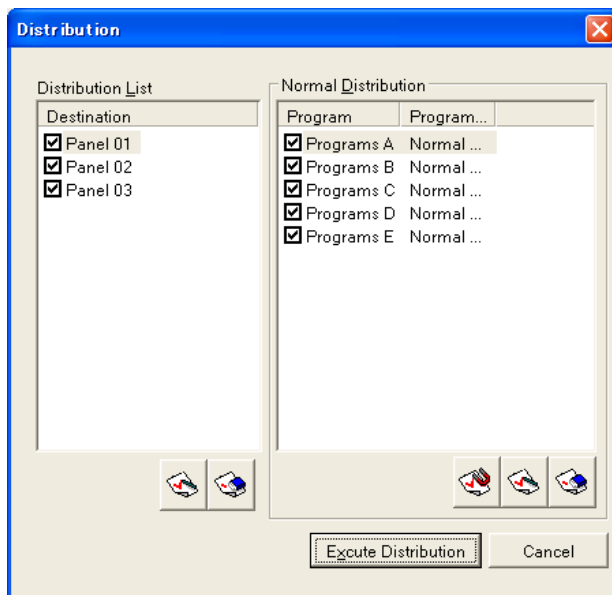 Distribution
Distribution List
Destination
Panel 01
Panel 02
Panel 03
Normal Distribution
Program Program...
Programs A Normal ...
Programs B Normal ...
Programs C Normal ...
Programs D Normal ...
Programs E Normal ...
Excute Distribution Cancel